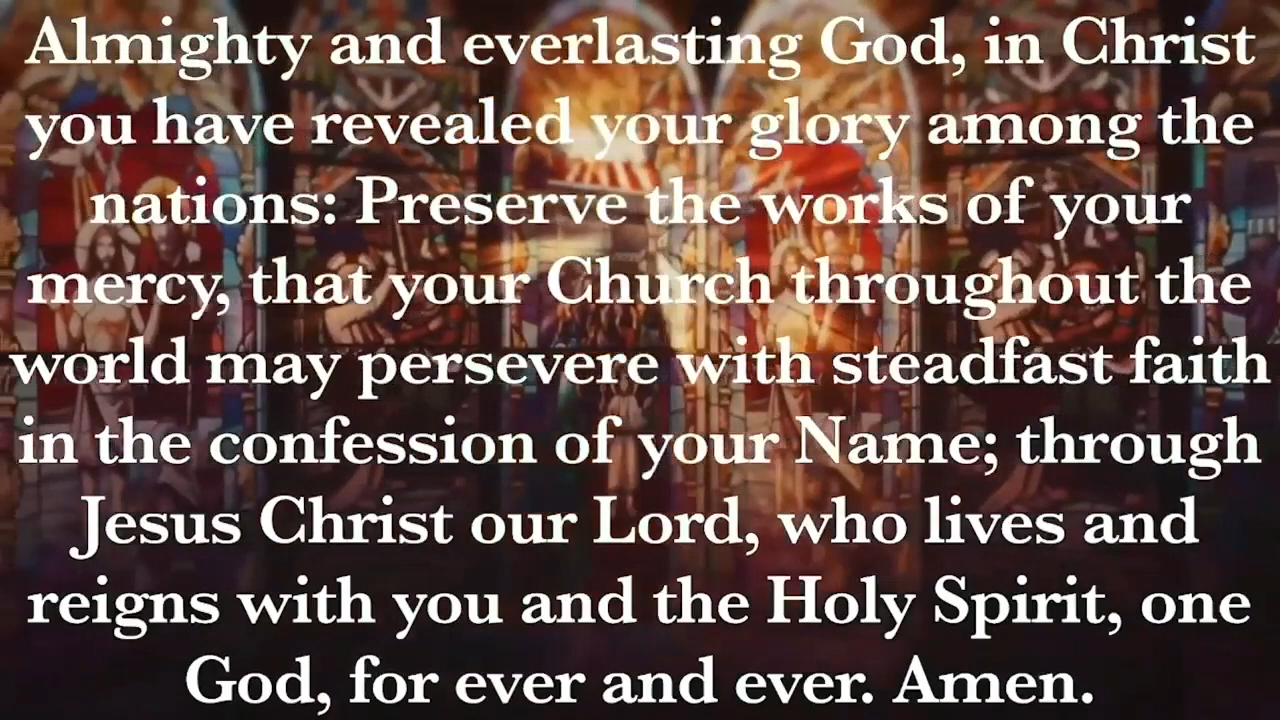 Almighty and everlasting God, in Christ
you have revealed your glory among the
nations: Preserve the works of your
mercy, that your Church throughout the
world may persevere with steadfast faith
in the confession of your Name; through
Jesus Christ our Lord, who lives and
reigns with you and the Holy Spirit, one
God, for ever and ever. Amen.